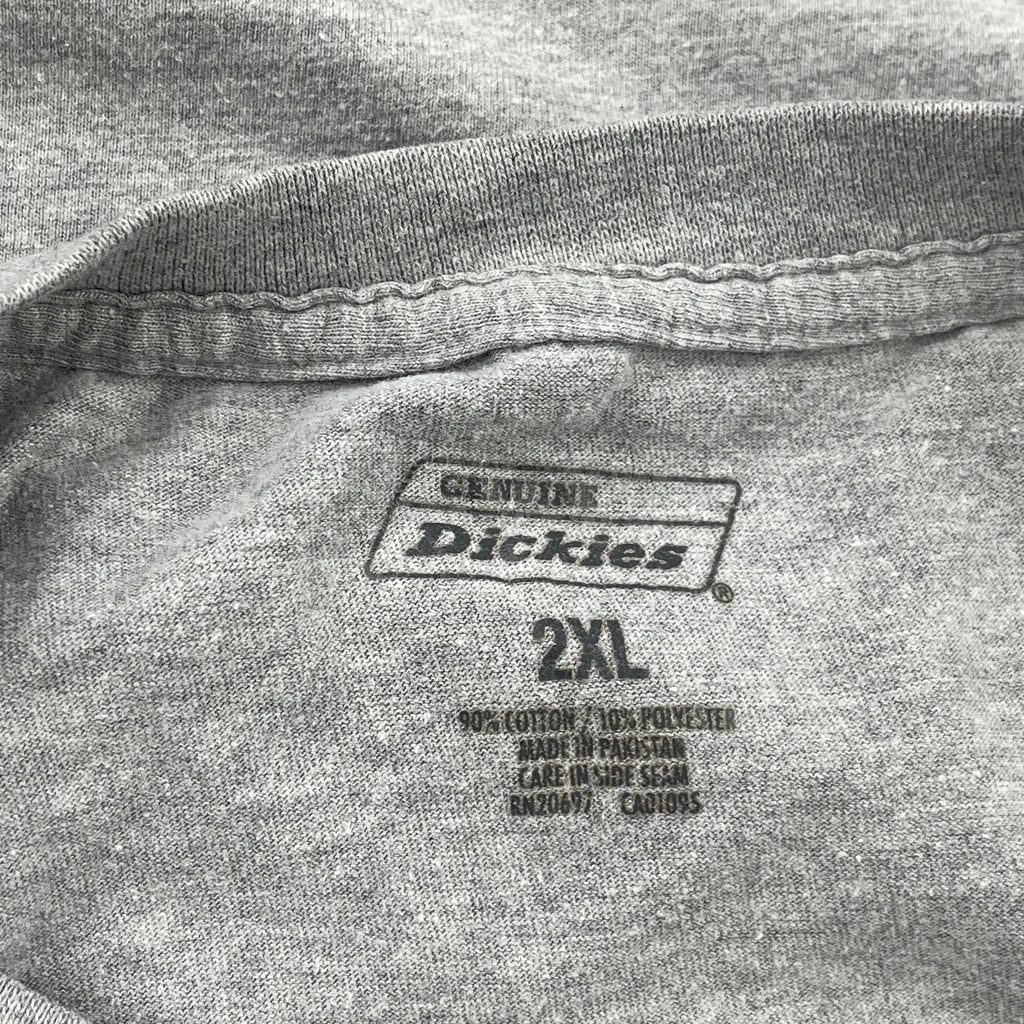 GENUINE
Dickies®
2XL
90% COTTON / 10% POLYESTER
MADE IN PAKISTAN
CARE IN SIDE SEAM
RN20697 CA01095